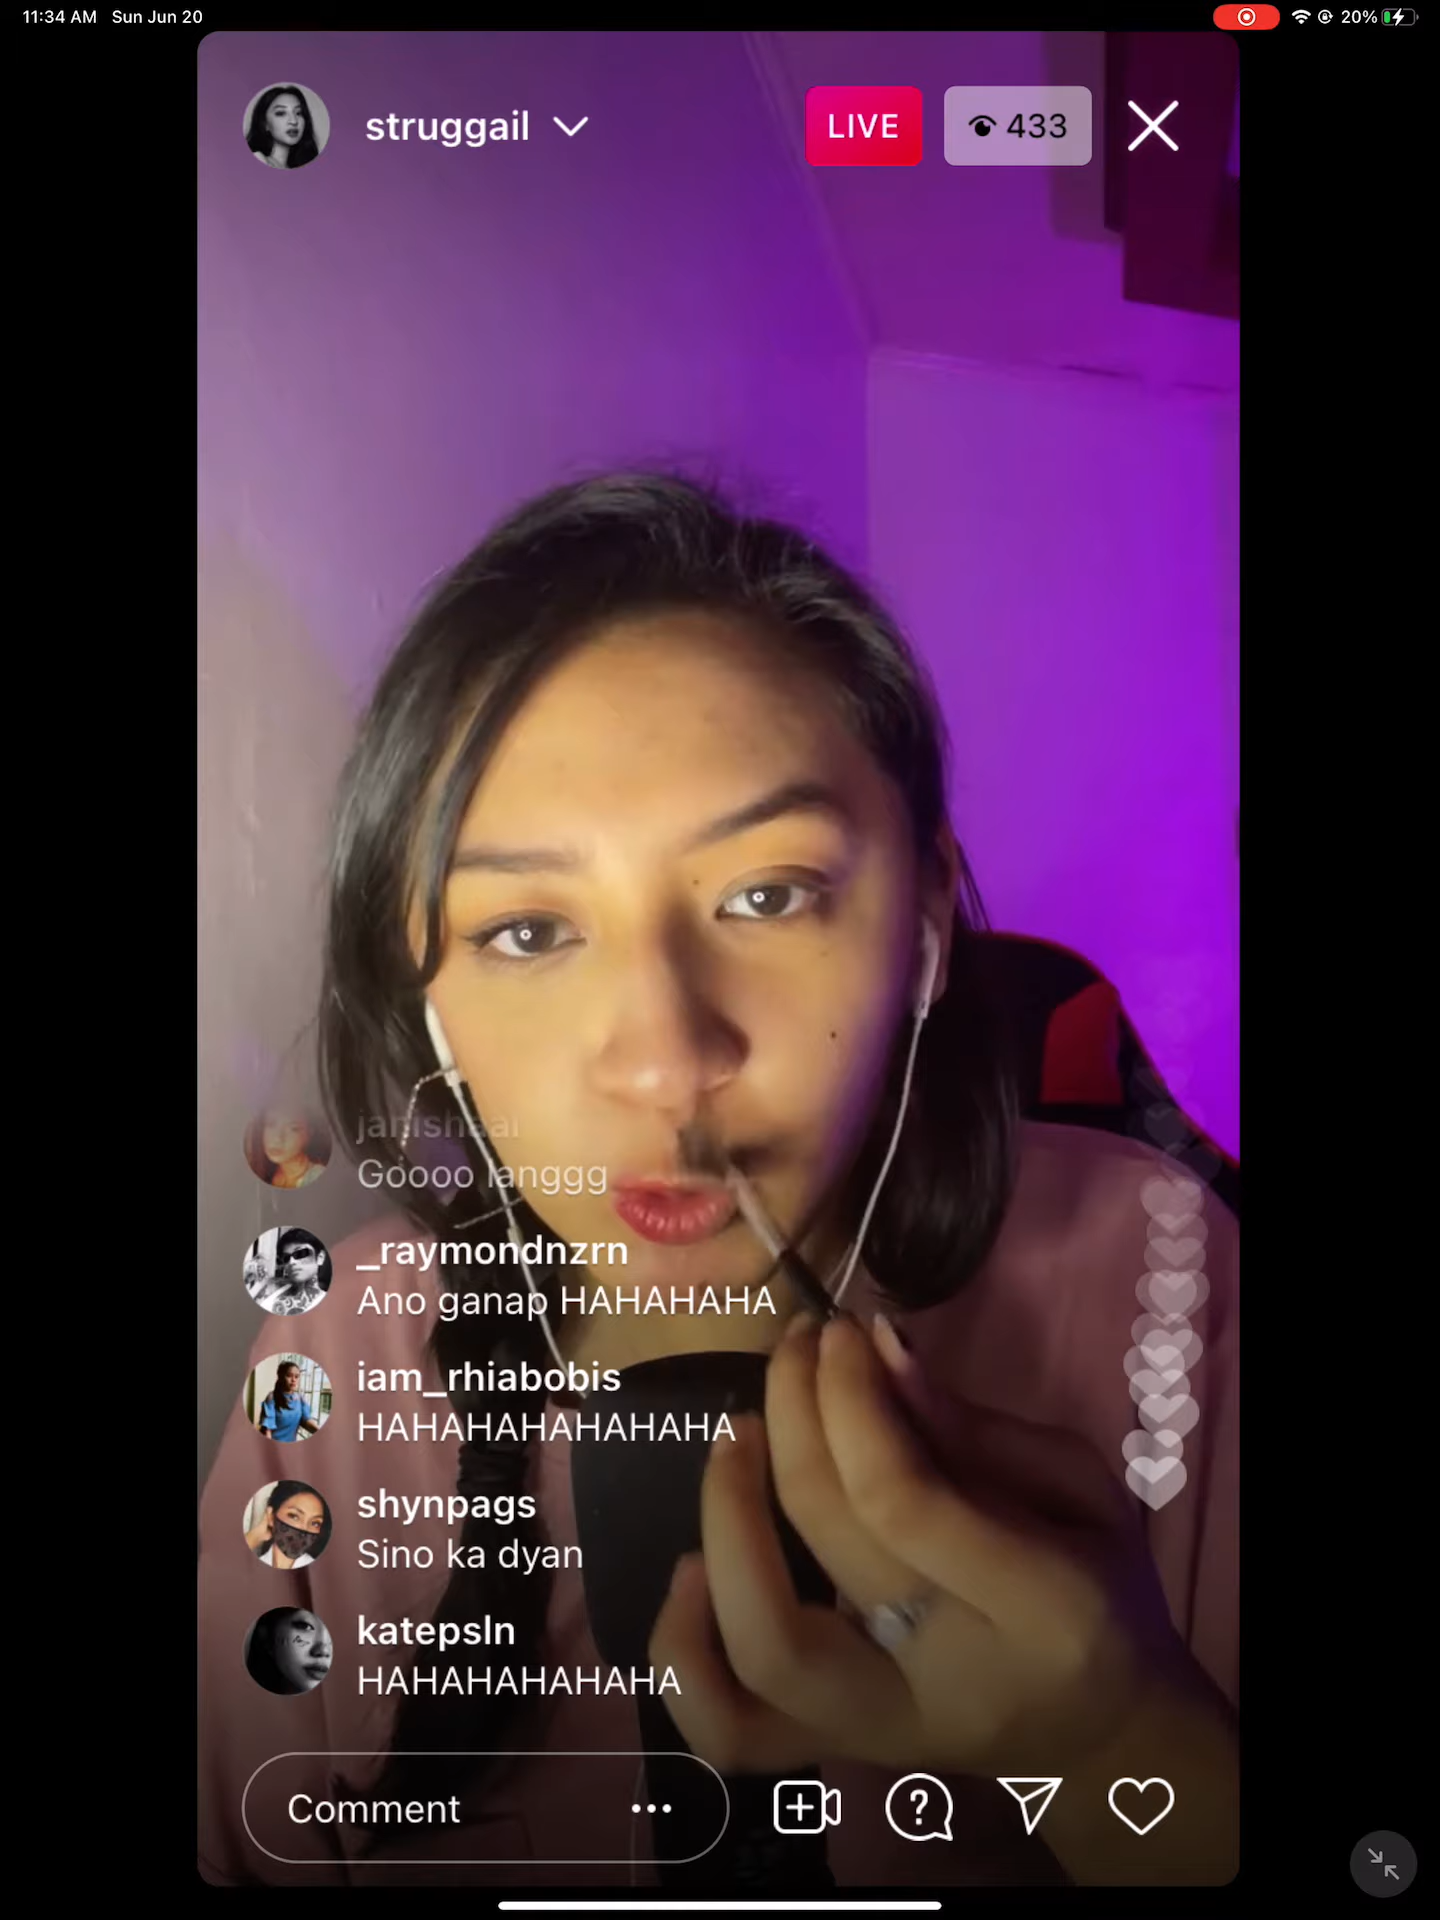 11:34 AM Sun Jun 20
20%
struggail
LIVE
433
janishaai
Goooo langgg
_raymondnzrn
Ano ganap HAHAHAHA
iam_rhiabobis
HAHAHAHAHAHAHA
shynpags
Sino ka dyan
katepsln
HAHAHAHAHAHA
Comment